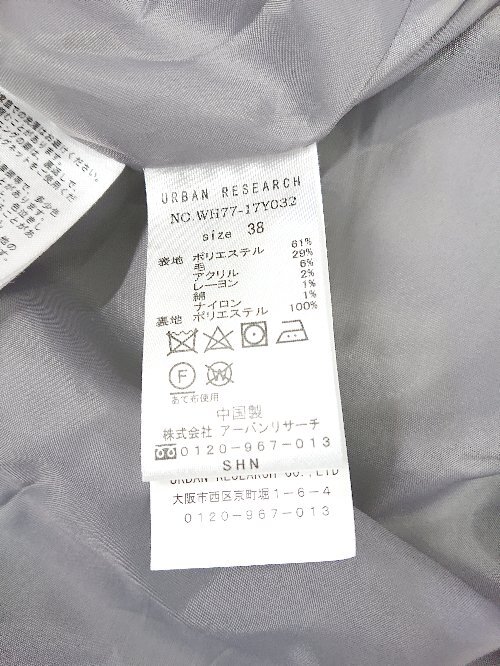 URBAN RESEARCH
NO.WH77-17Y032
size 38
表地 ポリエステル 61%
毛 29%
アクリル 6%
レーヨン 2%
綿 1%
ナイロン 1%
裏地 ポリエステル 100%
F W
あて布使用
中国製
株式会社 アーバンリサーチ
0120-967-013
SHN
URBAN RESEARCH CO.,LTD
大阪市西区京町堀1-6-4
0120-967-013